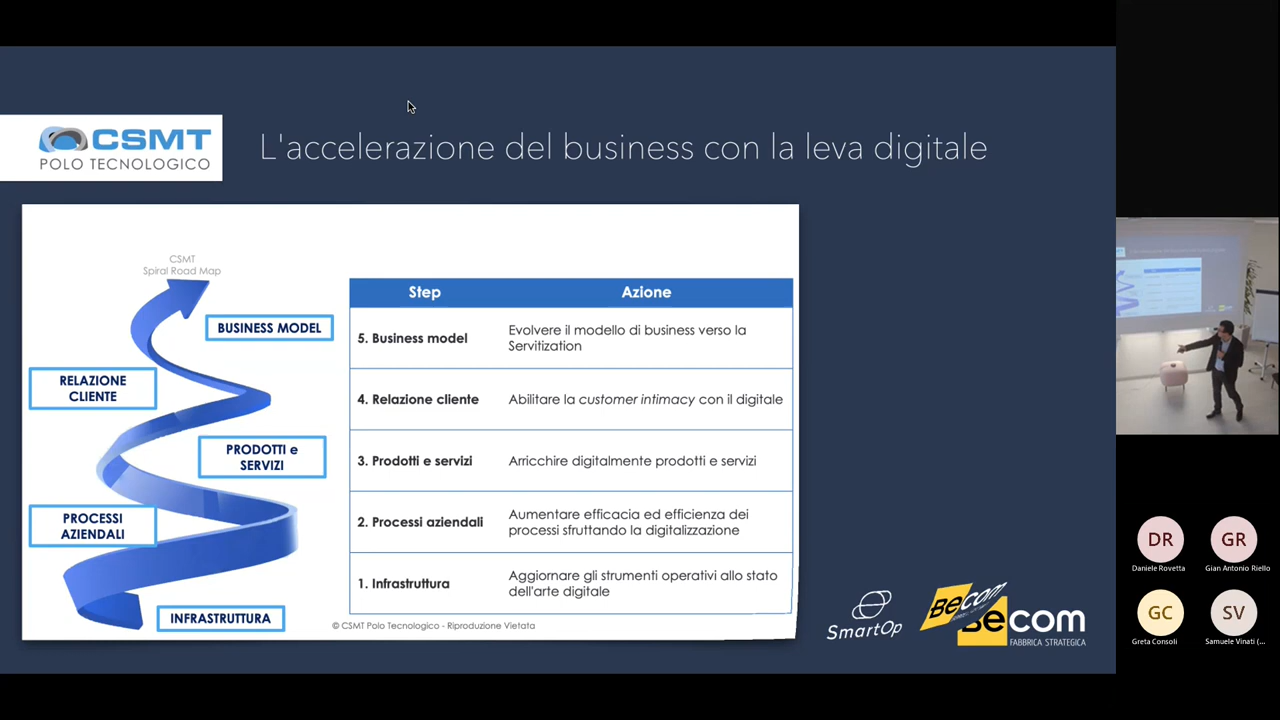 CSMT
POLO TECNOLOGICO
L'accelerazione del business con la leva digitale
CSMT
Spiral Road Map
BUSINESS MODEL
RELAZIONE
CLIENTE
PRODOTTI e
SERVIZI
PROCESSI
AZIENDALI
INFRASTRUTTURA
Step Azione
5. Business model Evolvere il modello di business verso la
Servitization
4. Relazione cliente Abilitare la customer intimacy con il digitale
3. Prodotti e servizi Arricchire digitalmente prodotti e servizi
2. Processi aziendali Aumentare efficacia ed efficienza dei
processi sfruttando la digitalizzazione
1. Infrastruttura Aggiornare gli strumenti operativi allo stato
dell'arte digitale
© CSMT Polo Tecnologico - Riproduzione Vietata
SmartOp
Becom
Becom
FABBRICA STRATEGICA
DR
Daniele Rovetta
GR
Gian Antonio Riello
GC
Greta Consoli
SV
Samuele Vinati (...